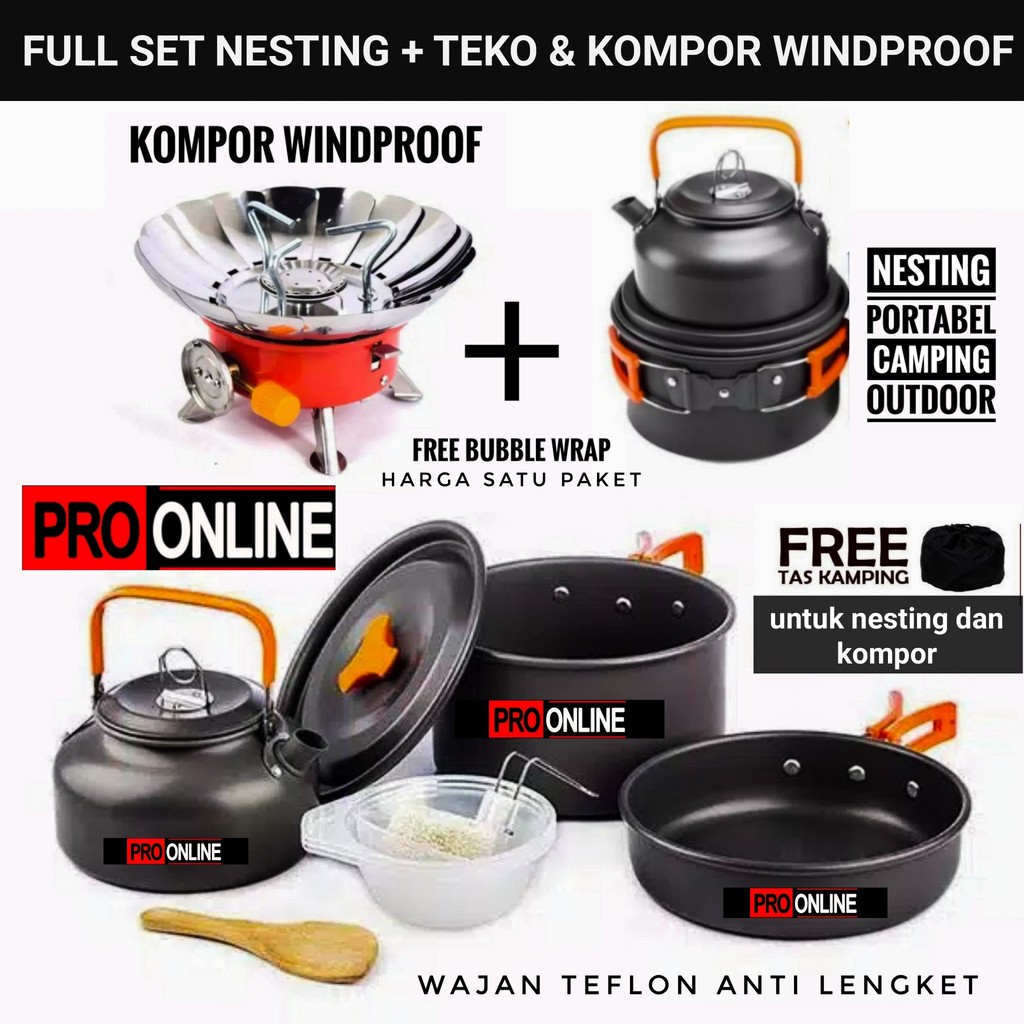 FULL SET NESTING + TEKO & KOMPOR WINDPROOF
KOMPOR WINDPROOF
NESTING
PORTABEL
CAMPING
OUTDOOR
FREE BUBBLE WRAP
HARGA SATU PAKET
PRO ONLINE
FREE
TAS KAMPING
untuk nesting dan
kompor
PRO ONLINE
PRO ONLINE
PRO ONLINE
WAJAN TEFLON ANTI LENGKET